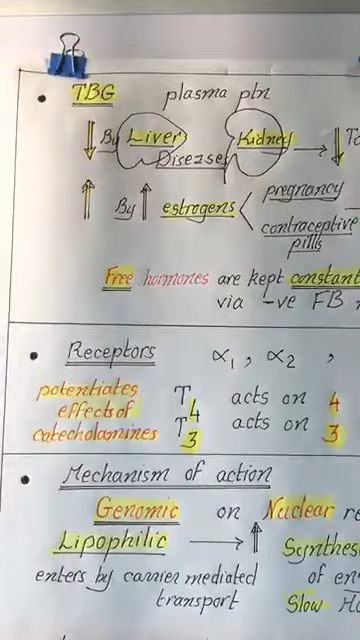 • TBG plasma ptn
⇓ By Liver Kidney → ⇓
Diseases
⇑ By ↑ estrogens < pregnancy
contraceptive
pills
Free hormones are kept constant
via -ve FB
• Receptors α1, α2,
potentiates T4 acts on 4
effects of
catecholamines T3 acts on 3
• Mechanism of action
Genomic on Nuclear re
Lipophilic → ⇑ Synthes
enters by carrier mediated of en
transport Slow